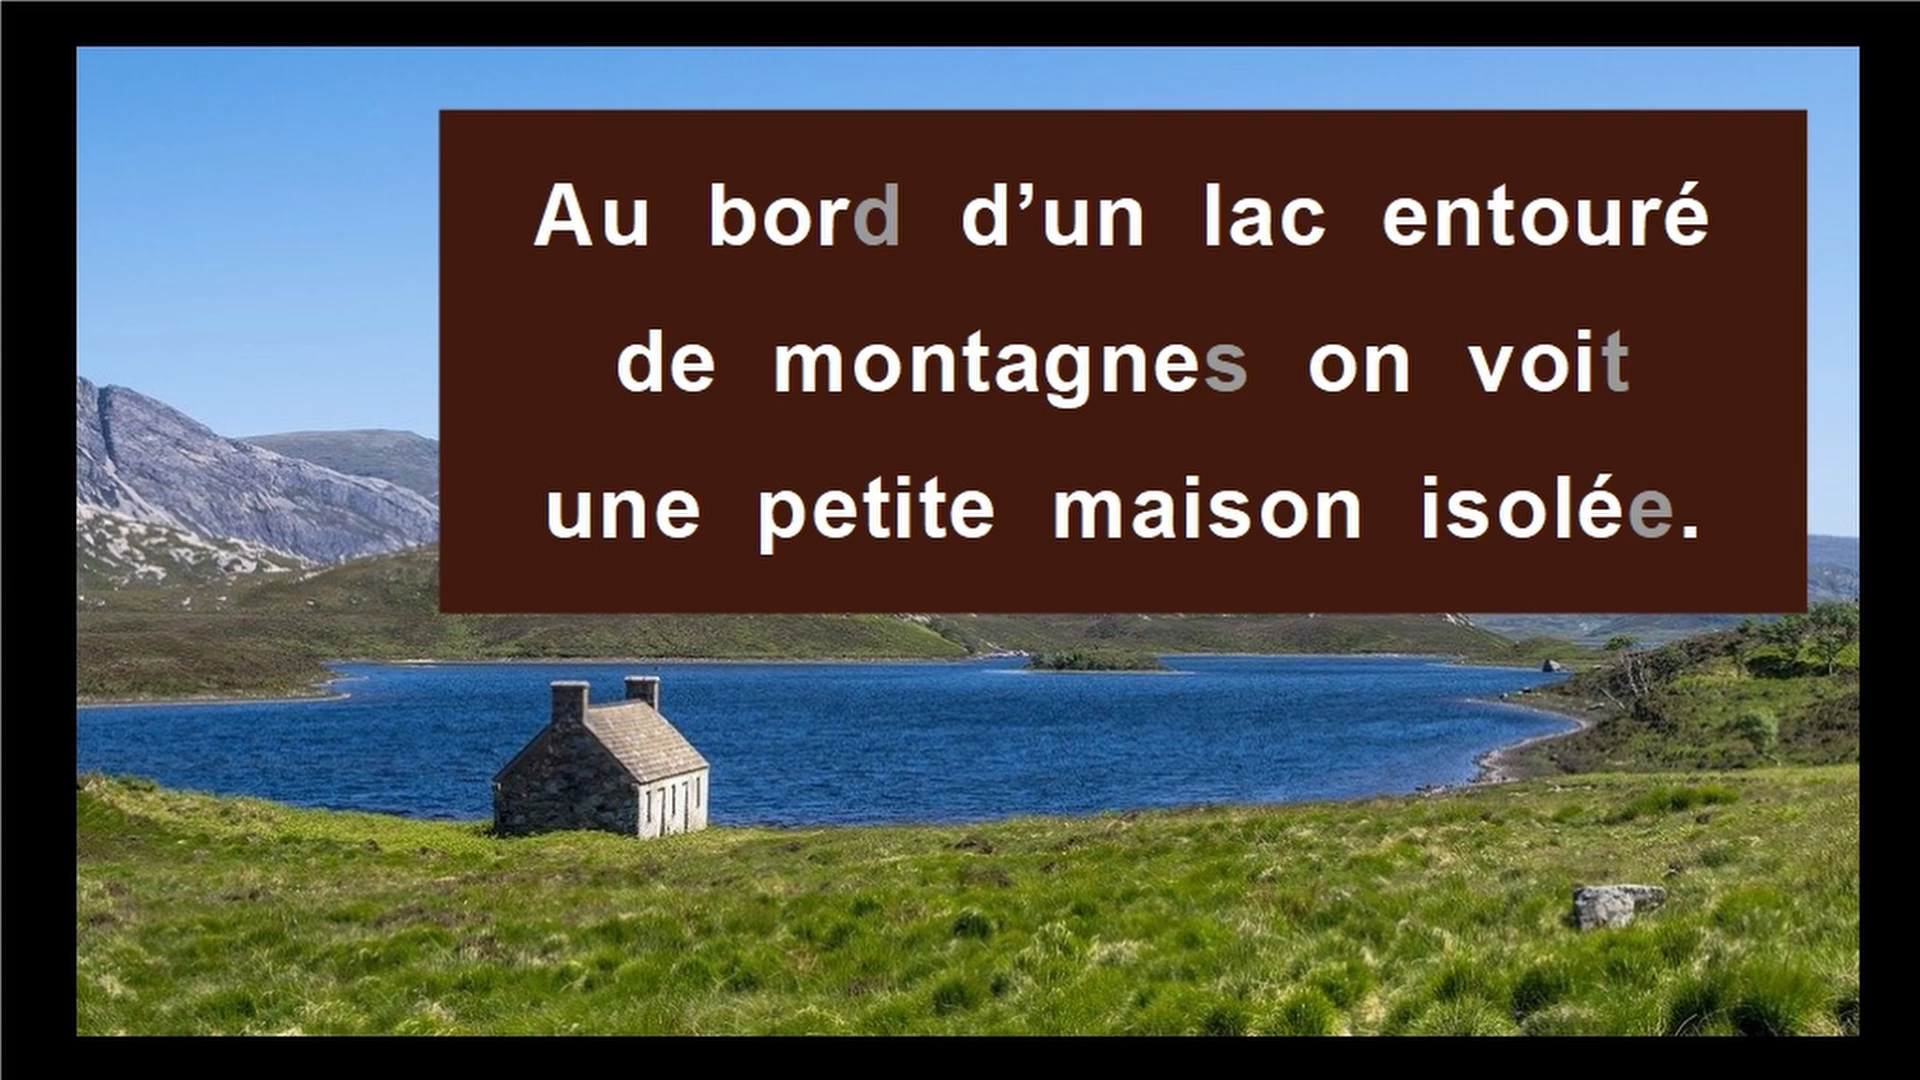 Au bord d’un lac entouré
de montagnes on voit
une petite maison isolée.